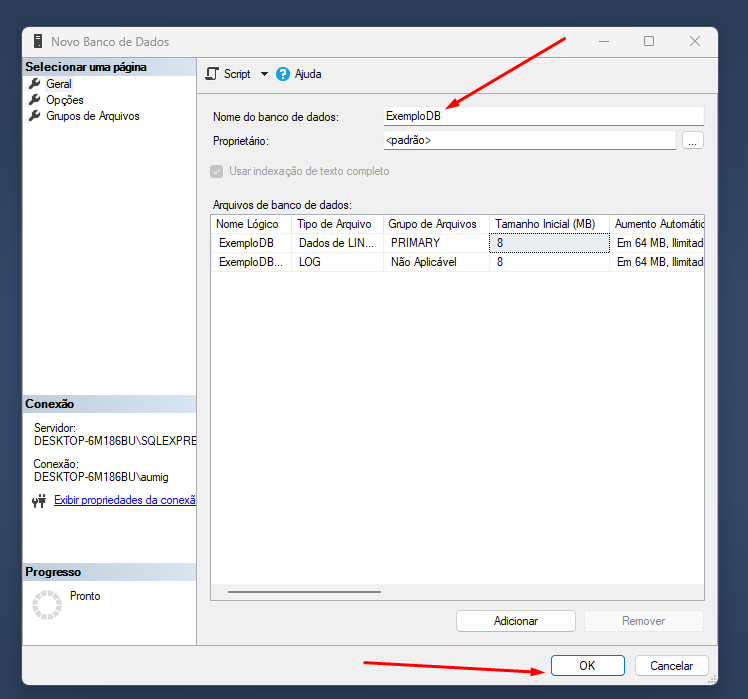 Novo Banco de Dados
Selecionar uma página
Geral
Opções
Grupos de Arquivos
Script
Ajuda
Nome do banco de dados: ExemploDB
Proprietário: <padrão> ...
Usar indexação de texto completo
Arquivos de banco de dados:
Nome Lógico Tipo de Arquivo Grupo de Arquivos Tamanho Inicial (MB) Aumento Automátic
ExemploDB Dados de LIN... PRIMARY 8 Em 64 MB, Ilimitad
ExemploDB... LOG Não Aplicável 8 Em 64 MB, Ilimitad
Conexão
Servidor:
DESKTOP-6M186BU\SQLEXPRE
Conexão:
DESKTOP-6M186BU\aumig
Exibir propriedades da conexã
Progresso
Pronto
Adicionar Remover
OK Cancelar